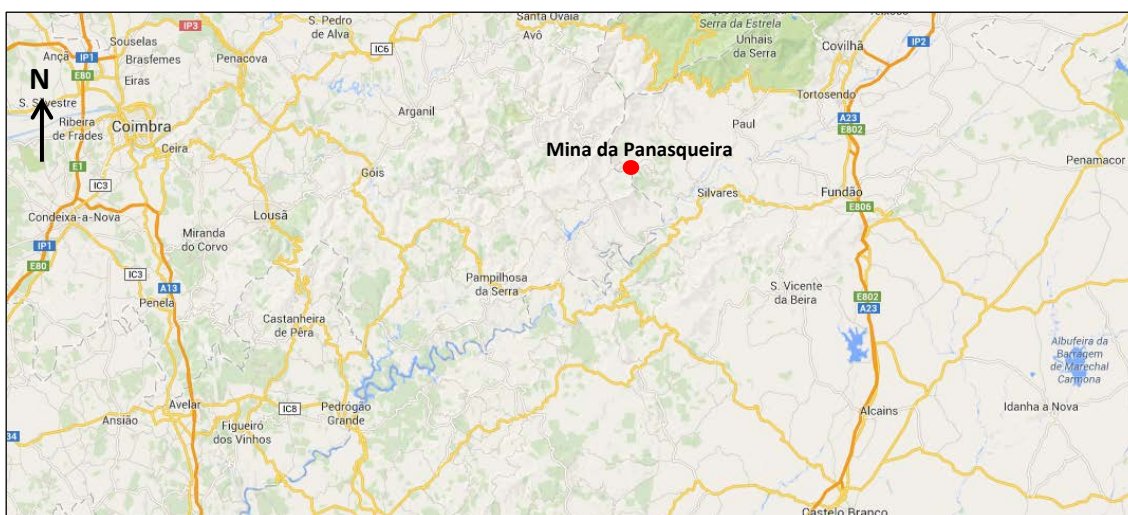 IP3
S. Pedro
de Alva
Santa Ovaia
Avô
IC6
Serra da Estrela
Unhais
da Serra
Covilhã
IP2
Ançã
IP1
Souselas
Brasfemes
Penacova
E80
Eiras
N
S. Silvestre
Arganil
Tortosendo
Ribeira
de Frades
Coimbra
A23
E802
Paul
Ceira
Mina da Panasqueira
E1
Penamacor
IC3
Gois
Silvares
Fundão
E806
Condeixa-a-Nova
Lousã
Miranda
do Corvo
IP1
E80
IC3
A13
Penela
Pampilhosa
da Serra
S. Vicente
da Beira
E802
A23
Castanheira
de Pêra
Albufeira da
Barragem
de Marechal
Carmona
Avelar
IC8
Pedrógão
Grande
Idanha a Nova
Ansião
Figueiró
dos Vinhos
Alcains
34
Castelo Branco